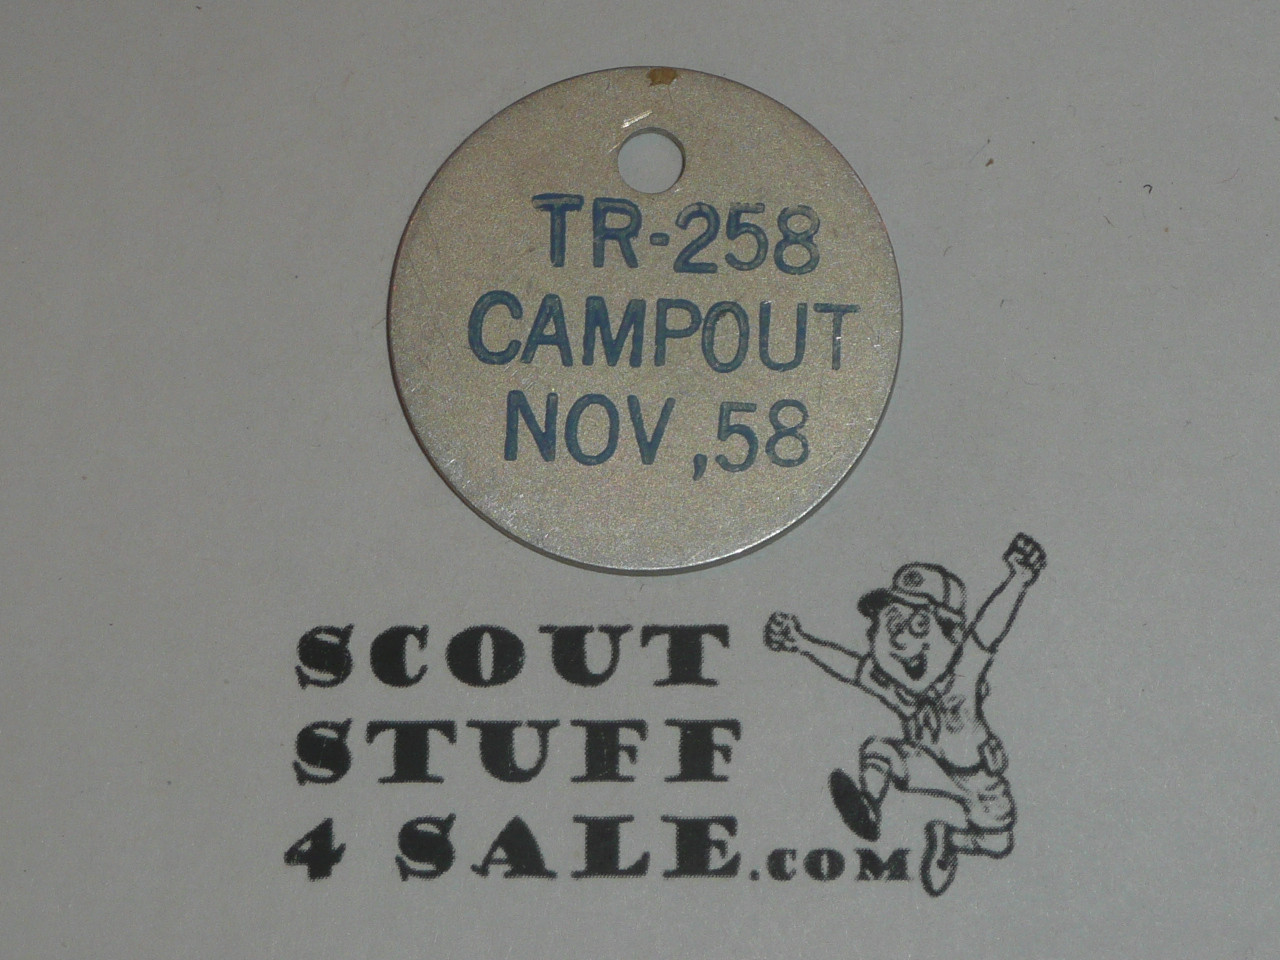 TR-258
CAMPOUT
NOV,58
SCOUT
STUFF
4 SALE.COM